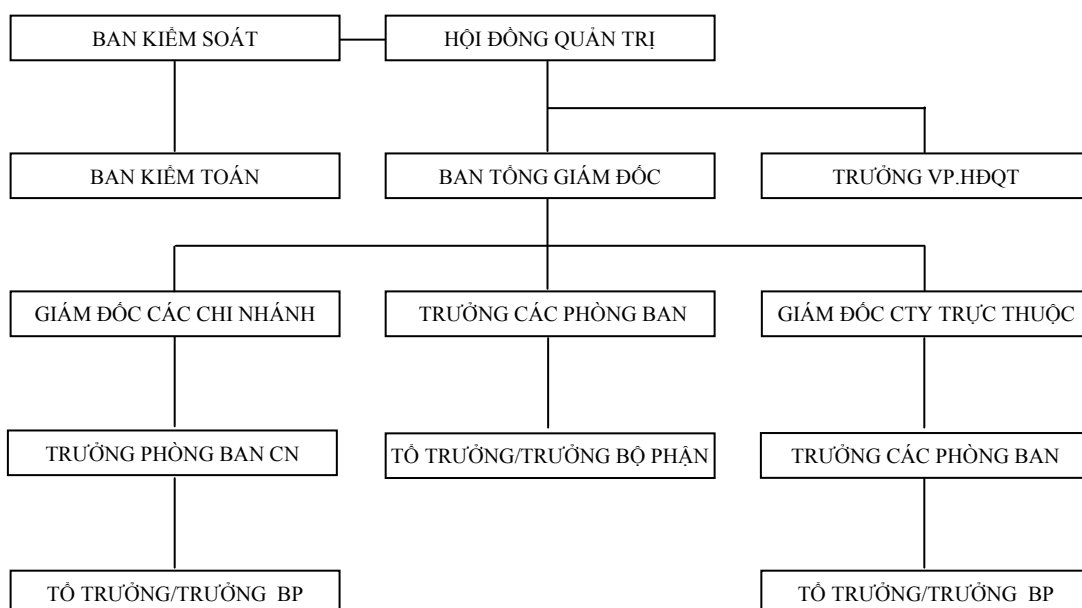 BAN KIỂM SOÁT
HỘI ĐỒNG QUẢN TRỊ
BAN KIỂM TOÁN
BAN TỔNG GIÁM ĐỐC
TRƯỞNG VP.HĐQT
GIÁM ĐỐC CÁC CHI NHÁNH
TRƯỞNG CÁC PHÒNG BAN
GIÁM ĐỐC CTY TRỰC THUỘC
TRƯỞNG PHÒNG BAN CN
TỔ TRƯỞNG/TRƯỞNG BỘ PHẬN
TRƯỞNG CÁC PHÒNG BAN
TỔ TRƯỞNG/TRƯỞNG BP
TỔ TRƯỞNG/TRƯỞNG BP